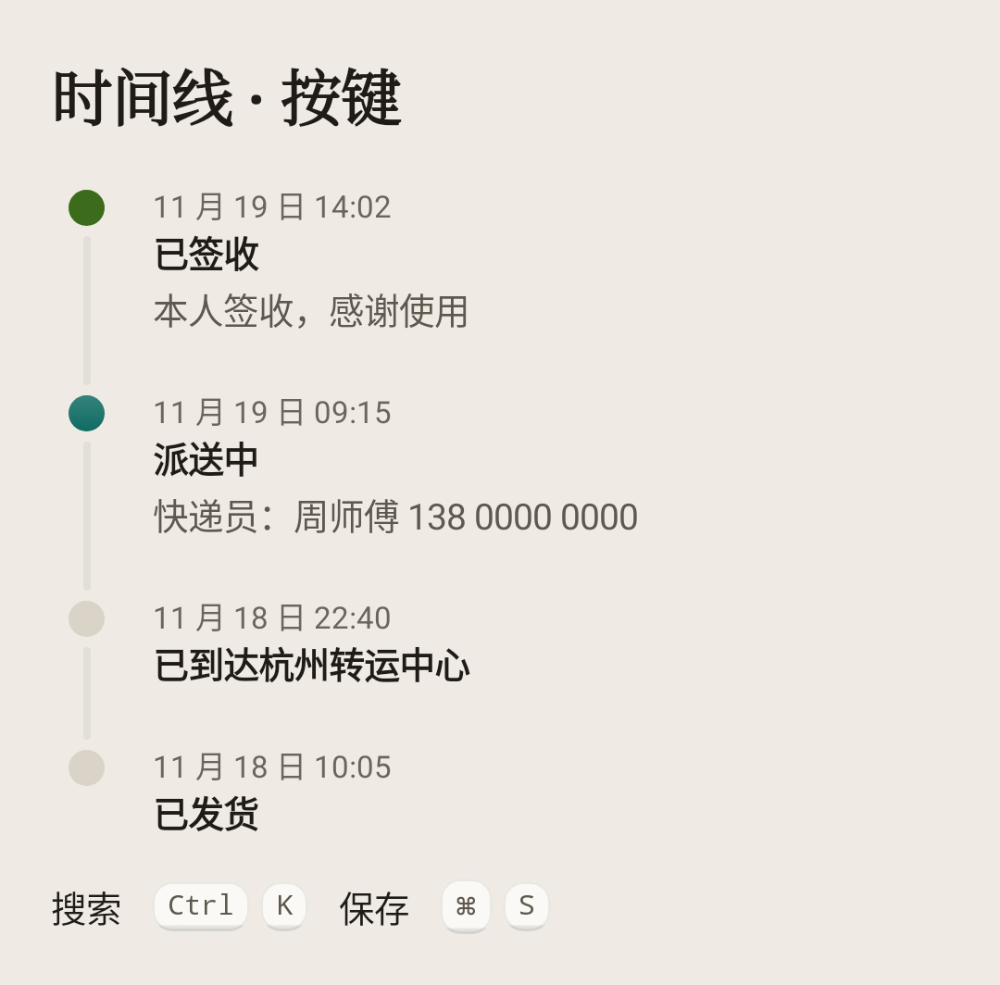 时间线 · 按键
11 月 19 日 14:02
已签收
本人签收，感谢使用
11 月 19 日 09:15
派送中
快递员：周师傅 138 0000 0000
11 月 18 日 22:40
已到达杭州转运中心
11 月 18 日 10:05
已发货
搜索 Ctrl K 保存 ⌘ S